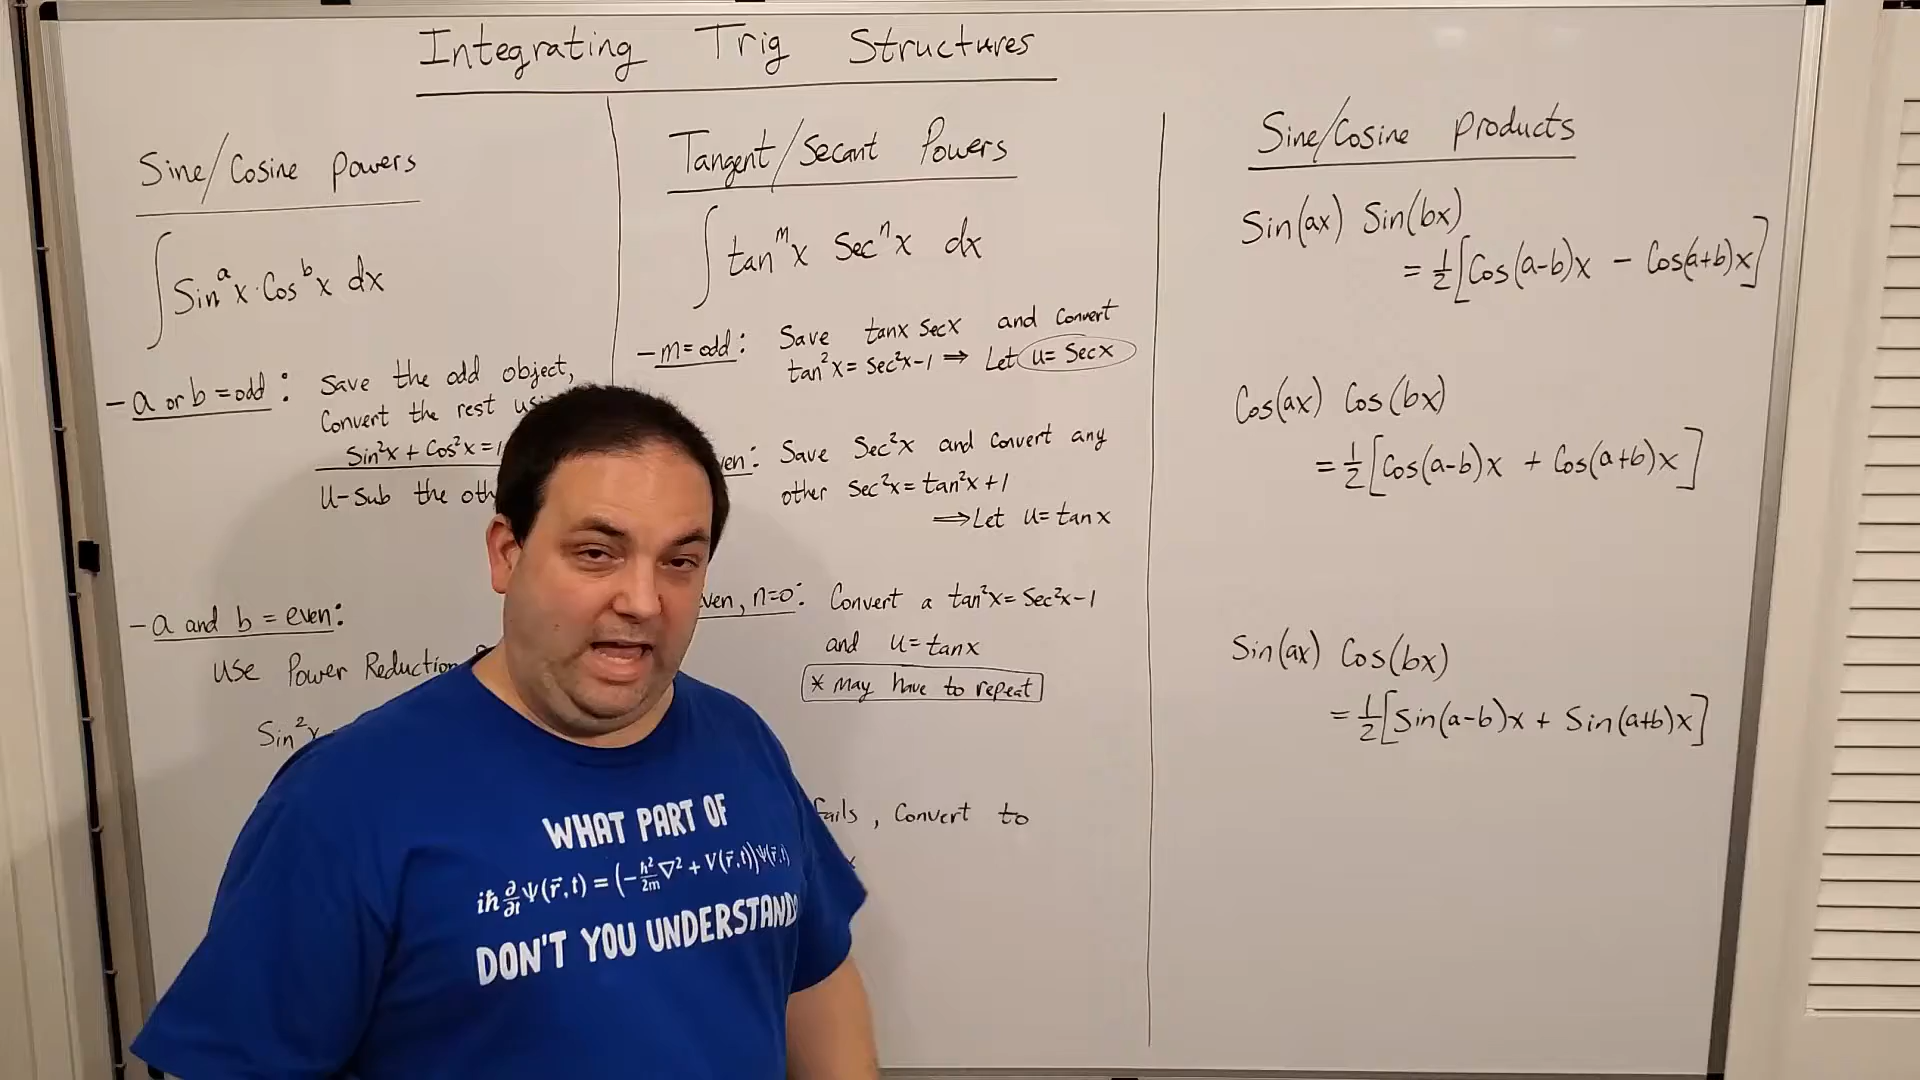 Integrating Trig Structures
Sine/Cosine Powers
∫ Sin^a x · Cos^b x dx
- a or b = odd : Save the odd object,
Convert the rest
Sin²x + Cos²x = 1
U-Sub the
- a and b = even:
Use Power Reduction
Sin²x
Tangent/Secant Powers
∫ tan^m x Sec^n x dx
- m = odd : Save tanx Secx and Convert
tan²x = Sec²x-1 ⇒ Let u = Secx
Save Sec²x and Convert any
other Sec²x = tan²x + 1
⇒ Let u = tanx
, n=0: Convert a tan²x = Sec²x-1
and u = tanx
* May have to repeat
fails, Convert to
Sine/Cosine Products
Sin(ax) Sin(bx)
= 1/2 [Cos(a-b)x - Cos(a+b)x]
Cos(ax) Cos(bx)
= 1/2 [Cos(a-b)x + Cos(a+b)x]
Sin(ax) Cos(bx)
= 1/2 [Sin(a-b)x + Sin(a+b)x]
WHAT PART OF
iħ ∂/∂t Ψ(r⃗,t) = (-ħ²/2m ∇² + V(r⃗,t))Ψ(r⃗,t)
DON'T YOU UNDERSTAND